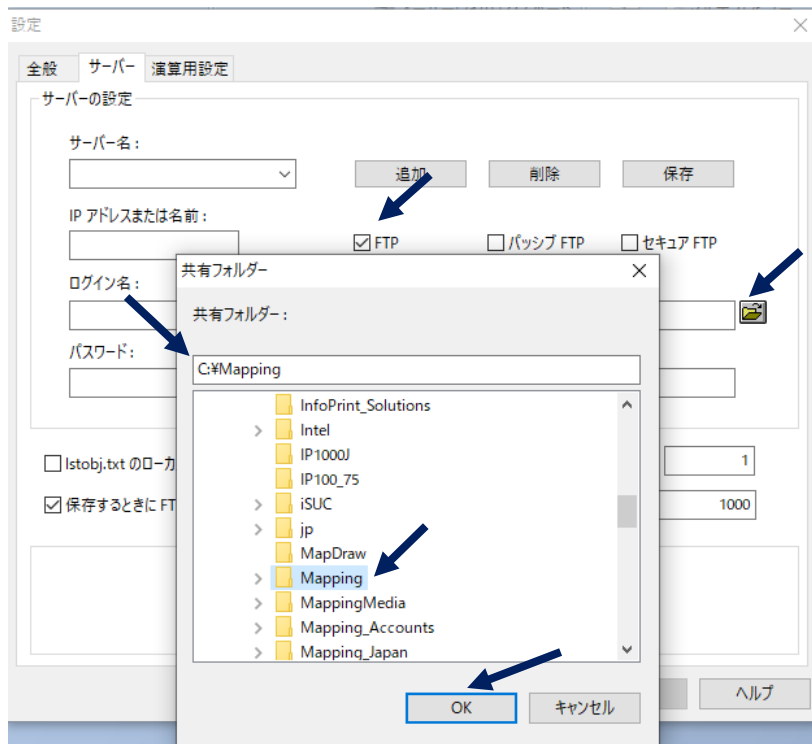 設定
全般 サーバー 演算用設定
サーバーの設定
サーバー名 :
追加 削除 保存
IP アドレスまたは名前 :
FTP パッシブ FTP セキュア FTP
ログイン名 :
パスワード :
lstobj.txt のローカ
1
保存するときに FT
1000
ヘルプ
共有フォルダー
共有フォルダー :
C:¥Mapping
InfoPrint_Solutions
Intel
IP1000J
IP100_75
iSUC
jp
MapDraw
Mapping
MappingMedia
Mapping_Accounts
Mapping_Japan
OK キャンセル